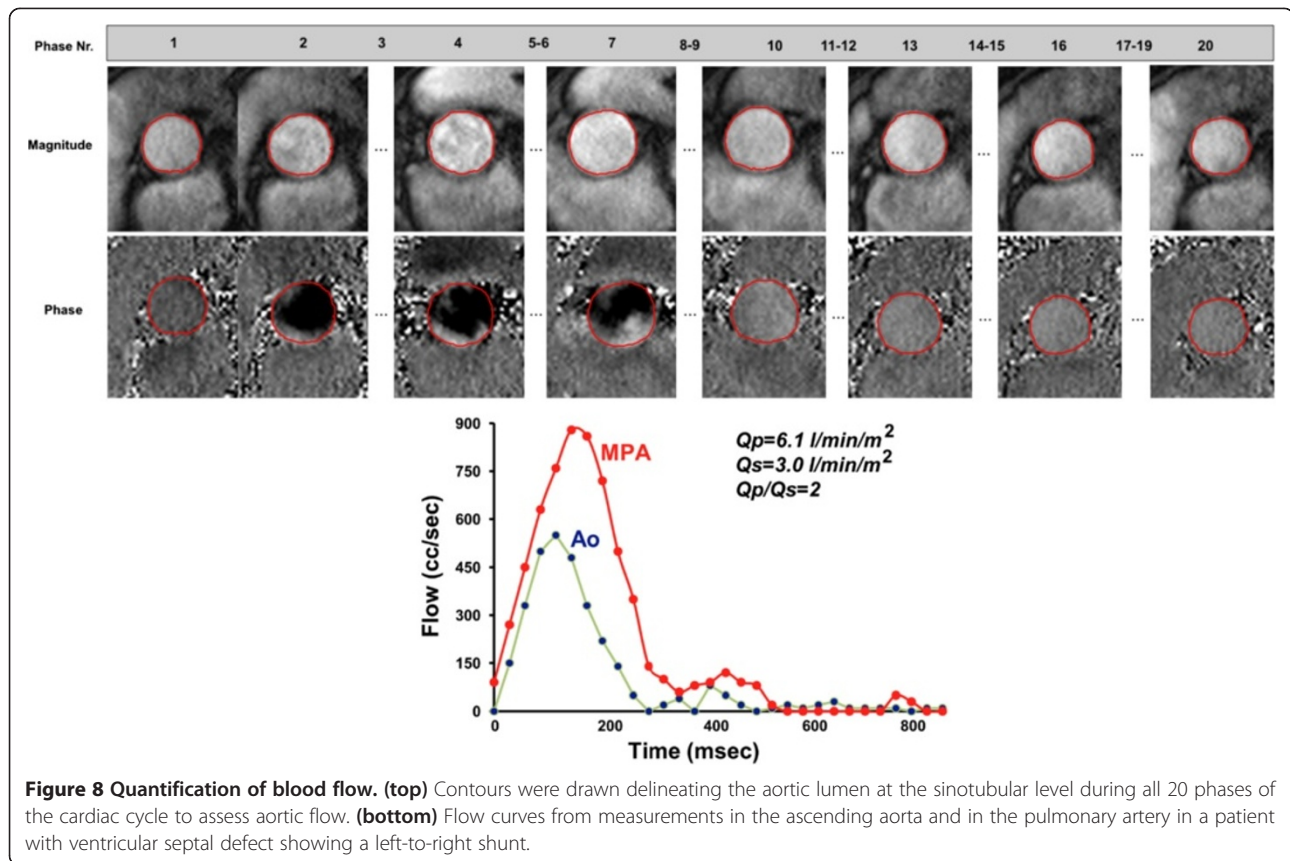 Phase Nr. 1 2 3 4 5-6 7 8-9 10 11-12 13 14-15 16 17-19 20
Magnitude
... ... ... ... ... ...
Phase
... ... ... ... ... ...
900
750
600
450
300
150
0
Flow (cc/sec)
MPA
Ao
Qp=6.1 l/min/m²
Qs=3.0 l/min/m²
Qp/Qs=2
0 200 400 600 800
Time (msec)
Figure 8 Quantification of blood flow. (top) Contours were drawn delineating the aortic lumen at the sinotubular level during all 20 phases of
the cardiac cycle to assess aortic flow. (bottom) Flow curves from measurements in the ascending aorta and in the pulmonary artery in a patient
with ventricular septal defect showing a left-to-right shunt.